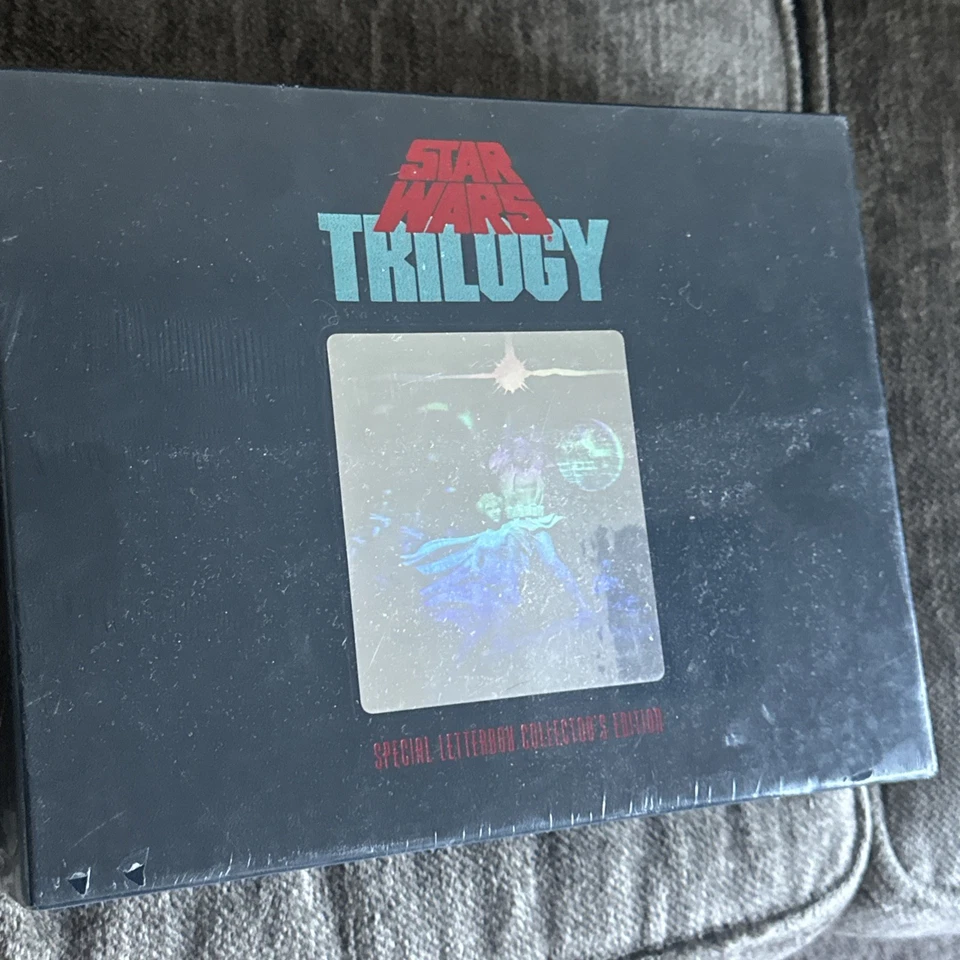 STAR
WARS
TRILOGY
SPECIAL LETTERBOX COLLECTOR'S EDITION